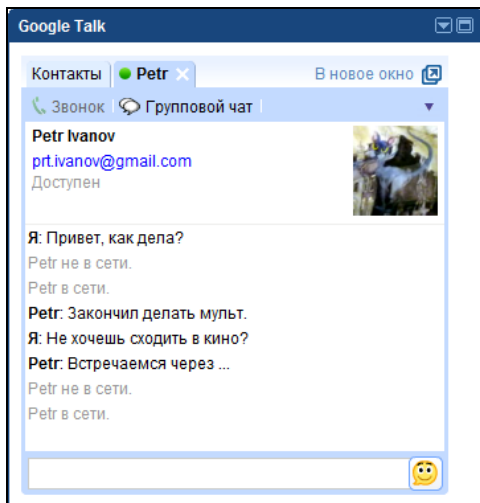 Google Talk
Контакты Petr В новое окно
Звонок Групповой чат
Petr Ivanov
prt.ivanov@gmail.com
Доступен
Я: Привет, как дела?
Petr не в сети.
Petr в сети.
Petr: Закончил делать мульт.
Я: Не хочешь сходить в кино?
Petr: Встречаемся через ...
Petr не в сети.
Petr в сети.